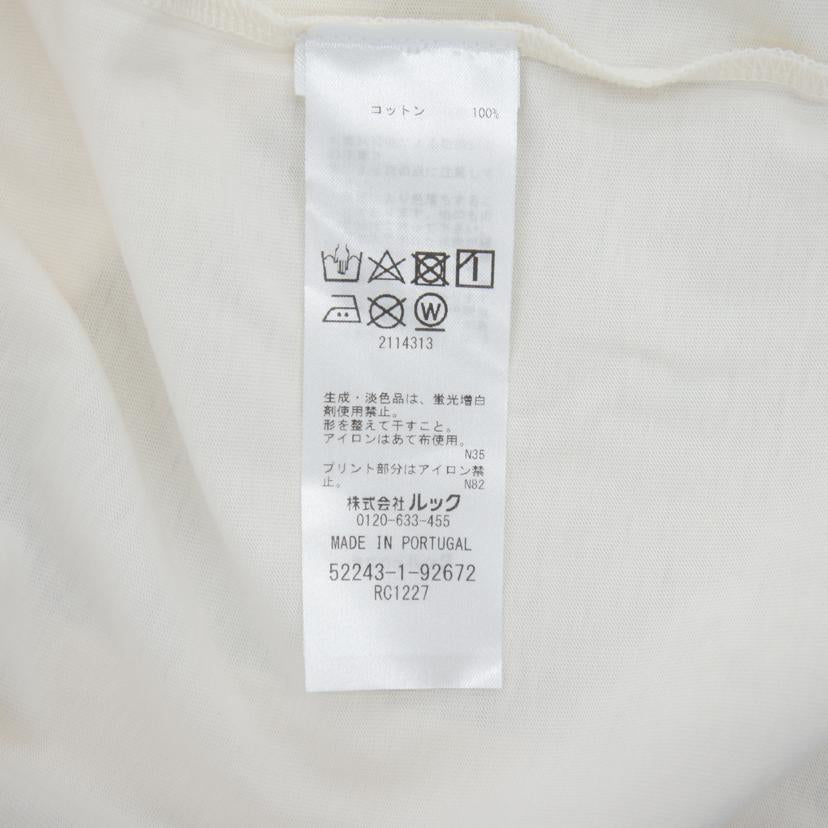 コットン 100%
W
2114313
生成・淡色品は、蛍光増白
剤使用禁止。
形を整えて干すこと。
アイロンはあて布使用。
N35
プリント部分はアイロン禁
止。 N82
株式会社ルック
0120-633-455
MADE IN PORTUGAL
52243-1-92672
RC1227